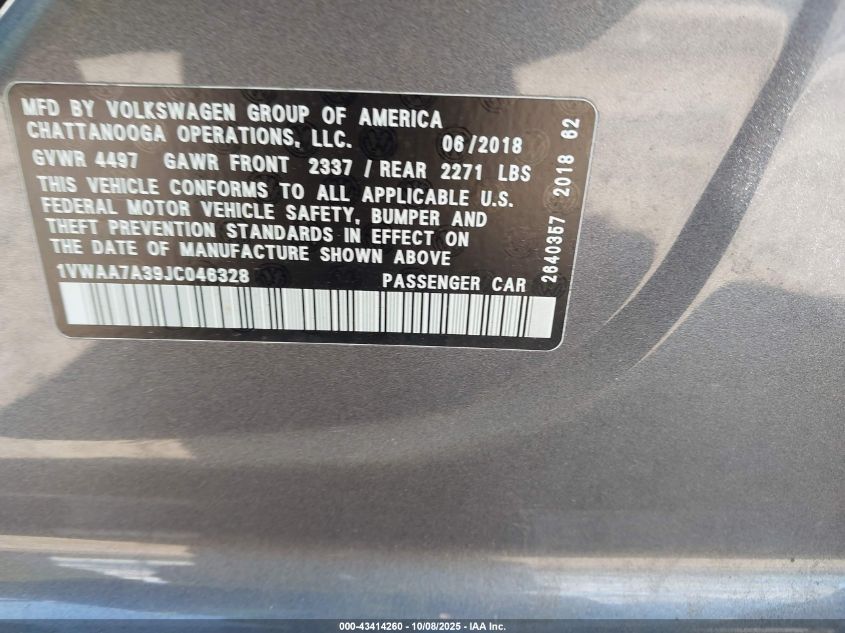 MFD BY VOLKSWAGEN GROUP OF AMERICA
CHATTANOOGA OPERATIONS, LLC. 06/2018
GVWR 4497 GAWR FRONT 2337 / REAR 2271 LBS
THIS VEHICLE CONFORMS TO ALL APPLICABLE U.S.
FEDERAL MOTOR VEHICLE SAFETY, BUMPER AND
THEFT PREVENTION STANDARDS IN EFFECT ON
THE DATE OF MANUFACTURE SHOWN ABOVE
1VWAA7A39JC046328 PASSENGER CAR
2640357 2018 62
000-43414260 - 10/08/2025 - IAA Inc.